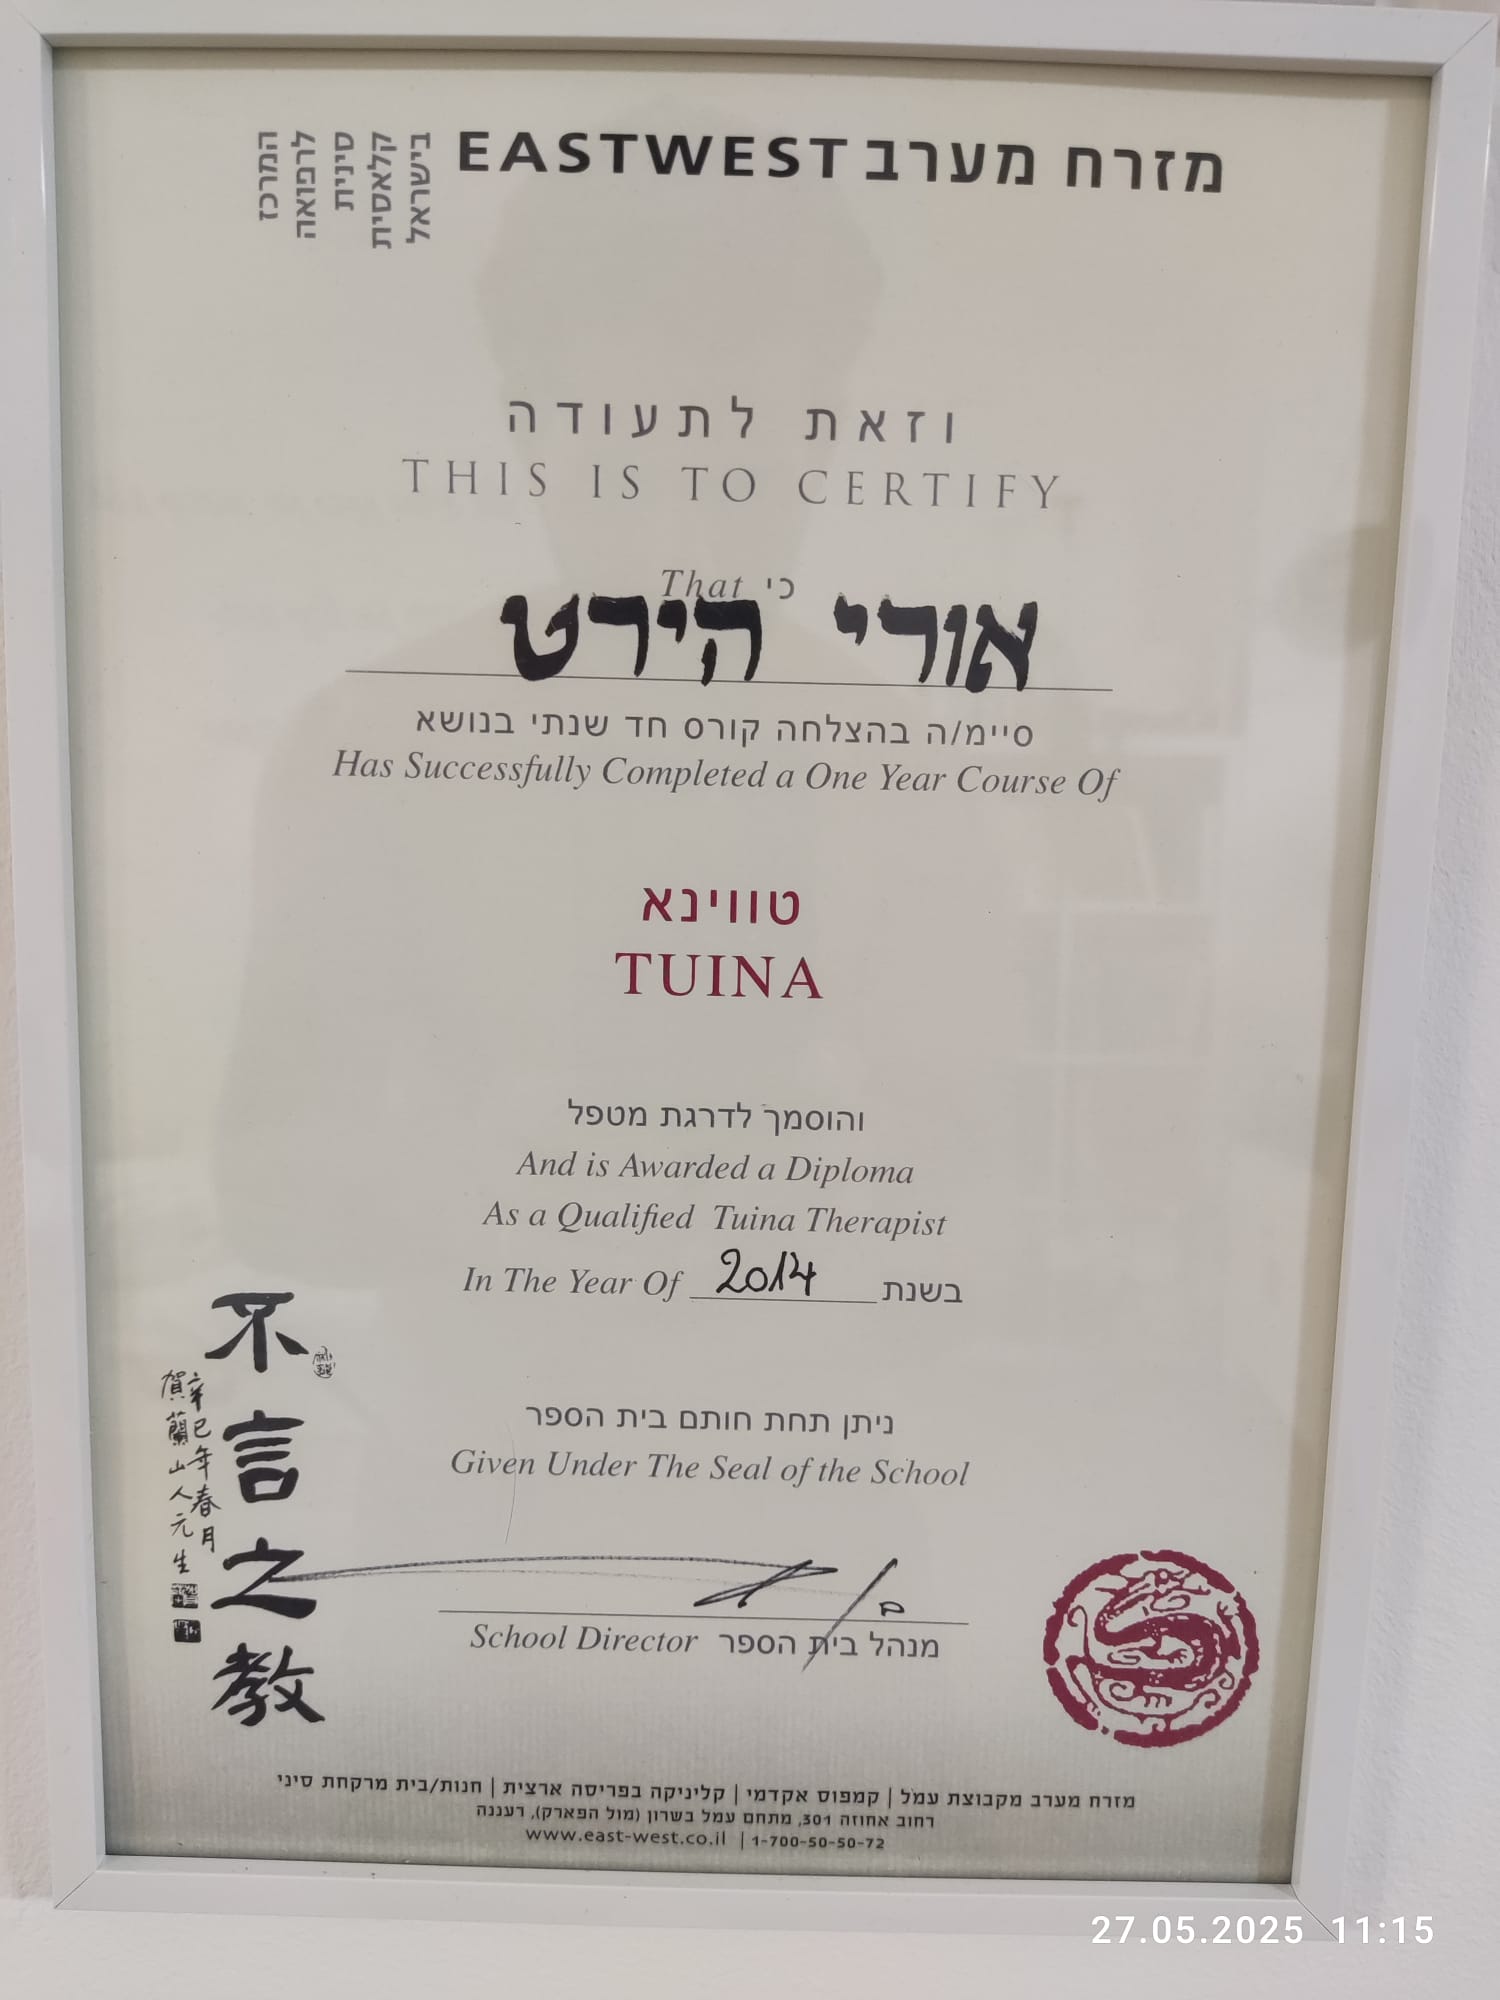 מזרח מערב EASTWEST
המרכז
לרפואה
סינית
קלאסית
בישראל
וזאת לתעודה
THIS IS TO CERTIFY
That כי
אורי הירט
סיימ/ה בהצלחה קורס חד שנתי בנושא
Has Successfully Completed a One Year Course Of
טווינא
TUINA
והוסמך לדרגת מטפל
And is Awarded a Diploma
As a Qualified Tuina Therapist
In The Year Of 2014 בשנת
ניתן תחת חותם בית הספר
Given Under The Seal of the School
School Director מנהל בית הספר
不言之教
辛巳年春月
賀蘭山人元生
מזרח מערב מקבוצת עמל | קמפוס אקדמי | קליניקה בפריסה ארצית | חנות/בית מרקחת סיני
רחוב אחוזה 301, מתחם עמל בשרון (מול הפארק), רעננה
www.east-west.co.il | 1-700-50-50-72
27.05.2025 11:15